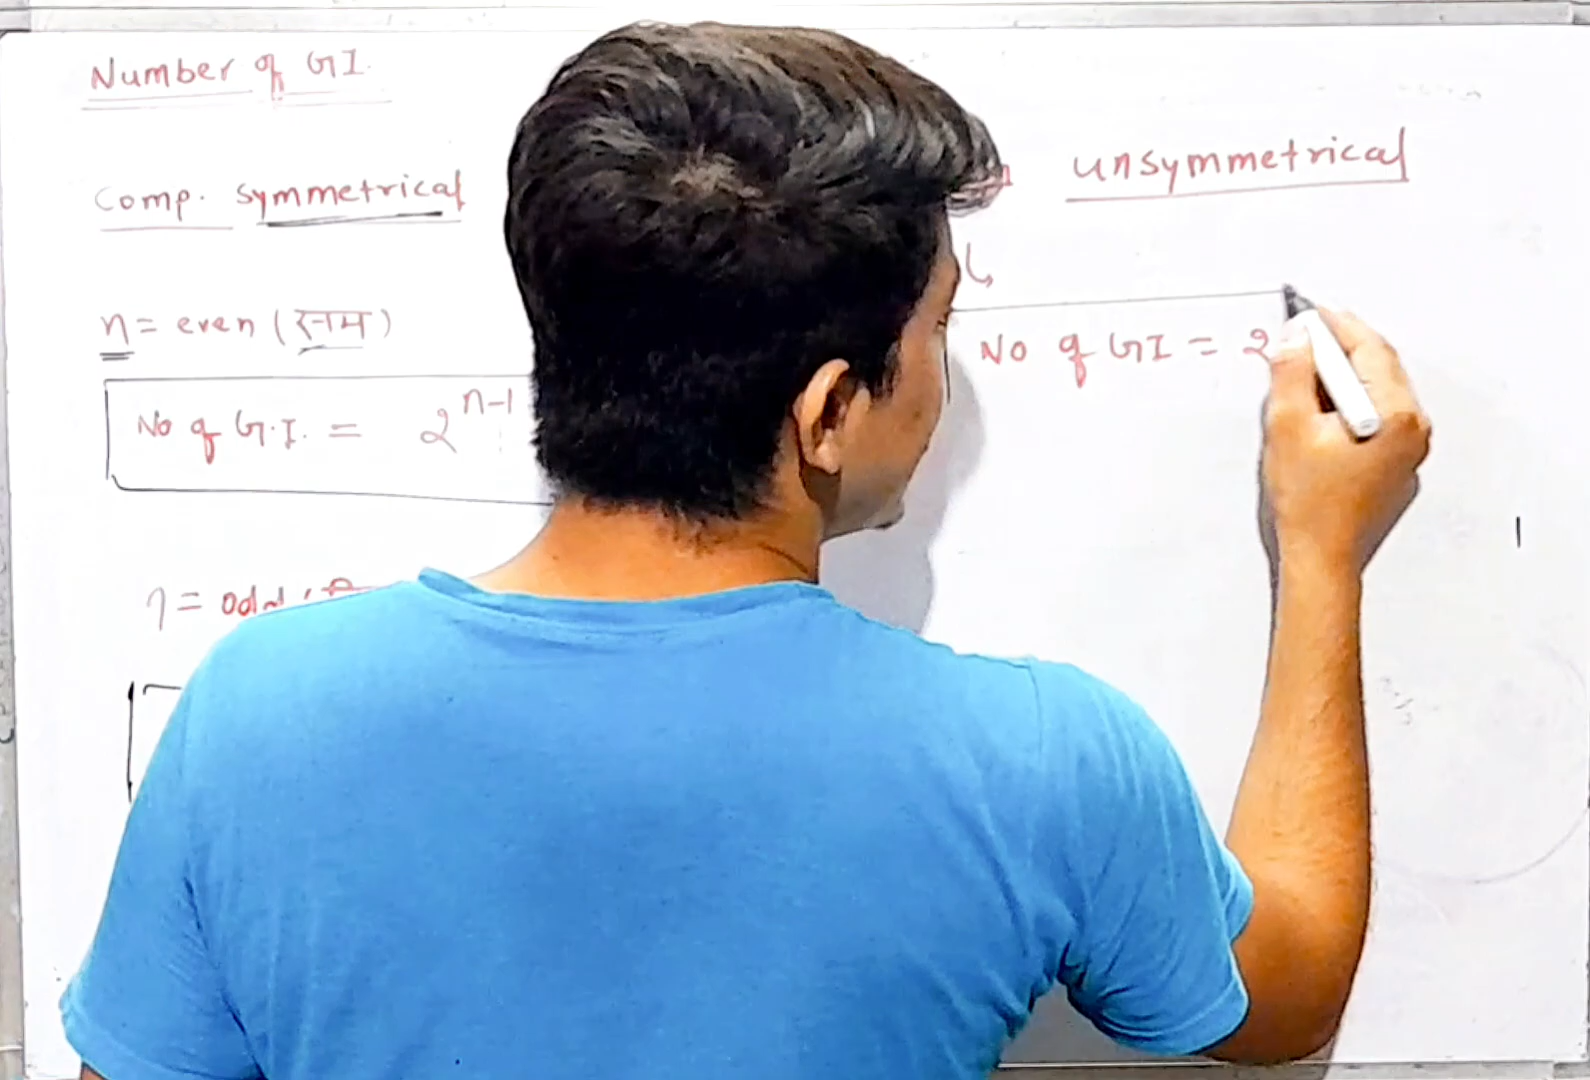 Number of GI.
Comp. symmetrical
unsymmetrical
n = even (सम)
No of G.I. = 2^n-1
No of GI = 2
n = odd